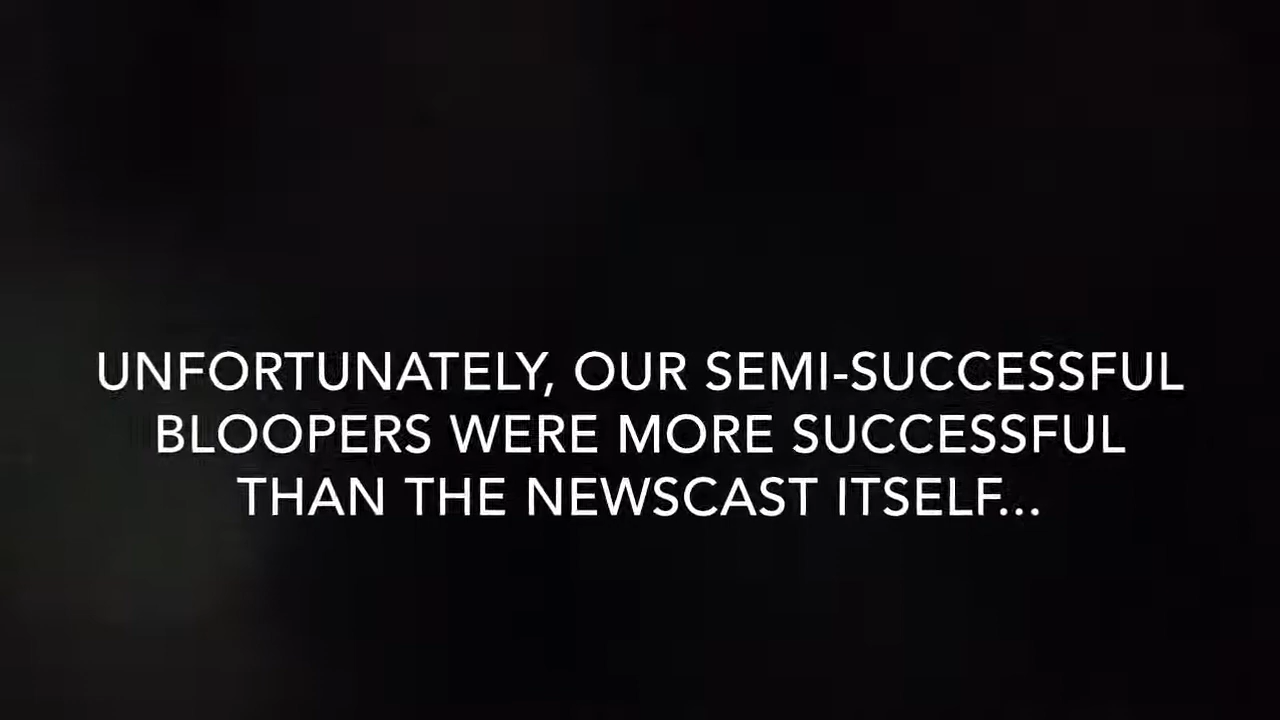 UNFORTUNATELY, OUR SEMI-SUCCESSFUL
BLOOPERS WERE MORE SUCCESSFUL
THAN THE NEWSCAST ITSELF...